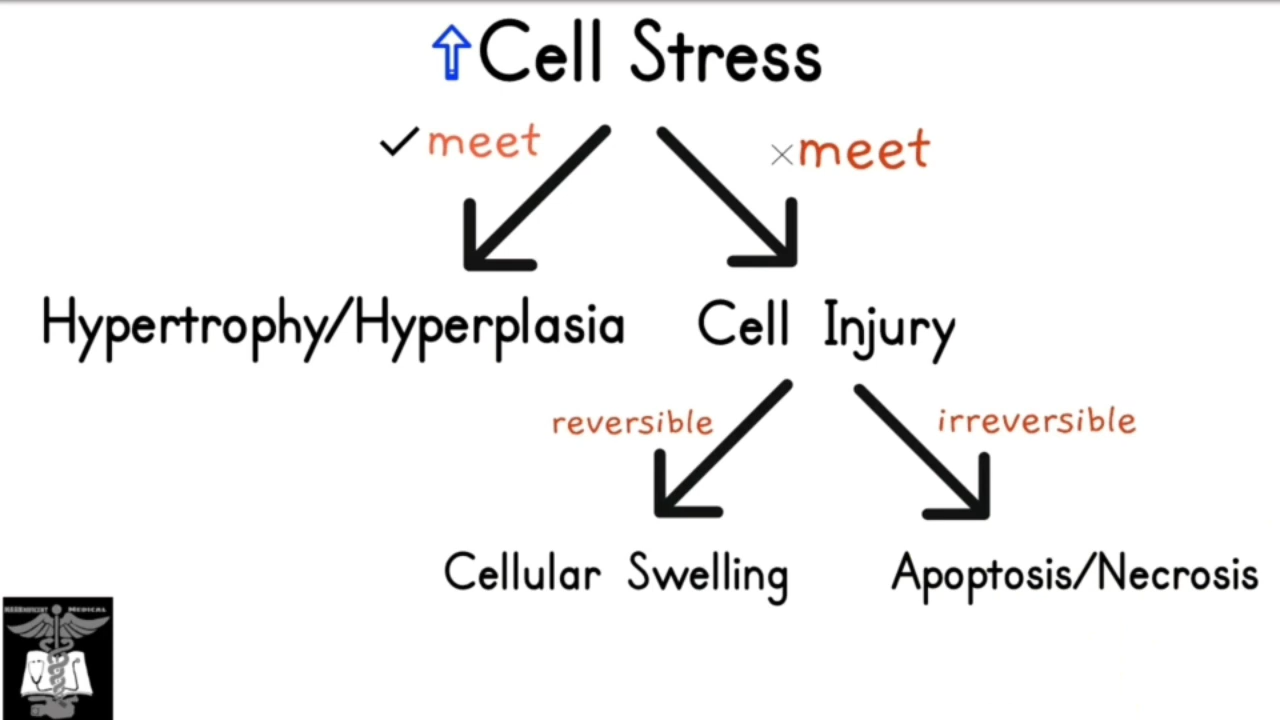 ⇧Cell Stress
✓ meet
×meet
Hypertrophy/Hyperplasia
Cell Injury
reversible
irreversible
Cellular Swelling
Apoptosis/Necrosis